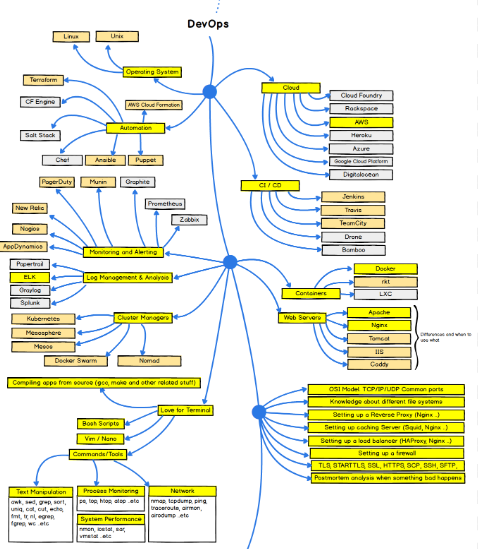 DevOps
Linux
Unix
Operating System
Terraform
CF Engine
AWS Cloud Formation
Salt Stack
Automation
Chef
Ansible
Puppet
Cloud
Cloud Foundry
Rackspace
AWS
Heroku
Azure
Google Cloud Platform
Digitalocean
PagerDuty
Munin
Graphite
Prometheus
Zabbix
New Relic
Nagios
AppDynamics
Monitoring and Alerting
CI / CD
Jenkins
Travis
TeamCity
Drone
Bamboo
Papertrail
ELK
Graylog
Splunk
Log Management & Analysis
Containers
Docker
rkt
LXC
Kubernetes
Mesosphere
Mesos
Cluster Managers
Docker Swarm
Nomad
Web Servers
Apache
Nginx
Tomcat
IIS
Caddy
Differences and when to
use what
Compiling apps from source (gcc, make and other related stuff)
Love for Terminal
Bash Scripts
Vim / Nano
Commands/Tools
OSI Model. TCP/IP/UDP Common ports
Knowledge about different file systems
Setting up a Reverse Proxy (Nginx ..)
Setting up caching Server (Squid, Nginx ..)
Setting up a load balancer (HAProxy, Nginx ..)
Setting up a firewall
TLS, STARTTLS, SSL, HTTPS, SCP, SSH, SFTP,
Postmortem analysis when something bad happens
Text Manipulation
awk, sed, egrep, sort,
uniq, cat, cut, echo,
fmt, tr, nl, egrep,
fgrep, wc ..etc
Process Monitoring
ps, top, htop, atop ..etc
System Performance
nmon, iostat, sar,
vmstat ..etc
Network
nmap, tcpdump, ping,
traceroute, airmon,
airodump ..etc